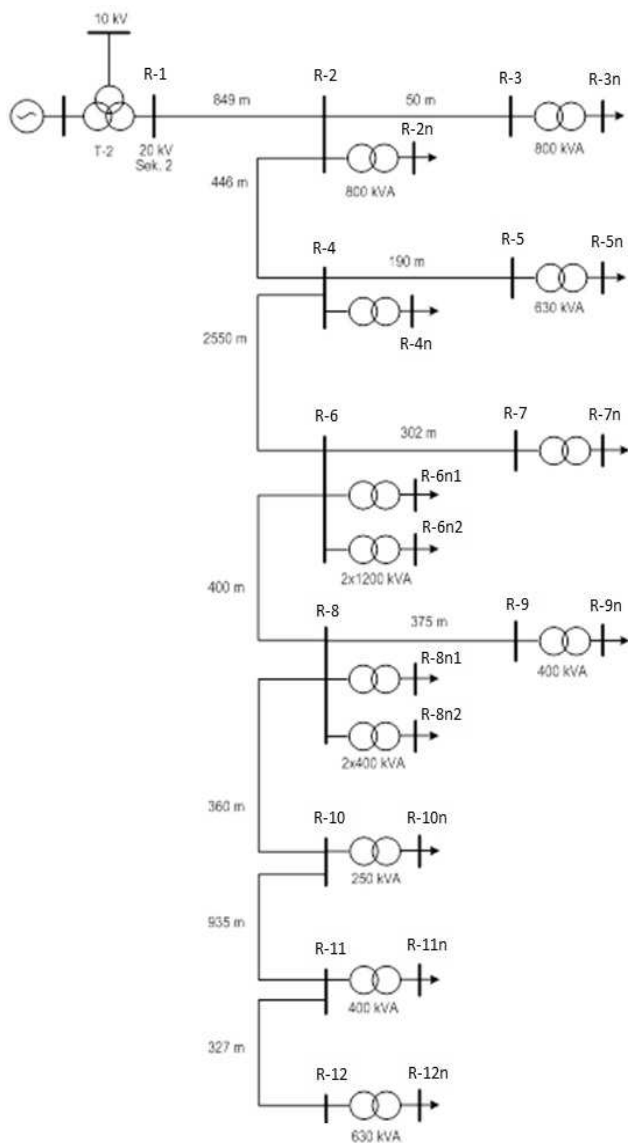 10 kV
R-1
R-2
R-3
R-3n
849 m
50 m
T-2
20 kV
Sek. 2
R-2n
800 kVA
800 kVA
446 m
R-4
R-5
R-5n
190 m
630 kVA
R-4n
2550 m
R-6
R-7
R-7n
302 m
R-6n1
R-6n2
2x1200 kVA
400 m
R-8
R-9
R-9n
375 m
400 kVA
R-8n1
R-8n2
2x400 kVA
360 m
R-10
R-10n
250 kVA
935 m
R-11
R-11n
400 kVA
327 m
R-12
R-12n
630 kVA